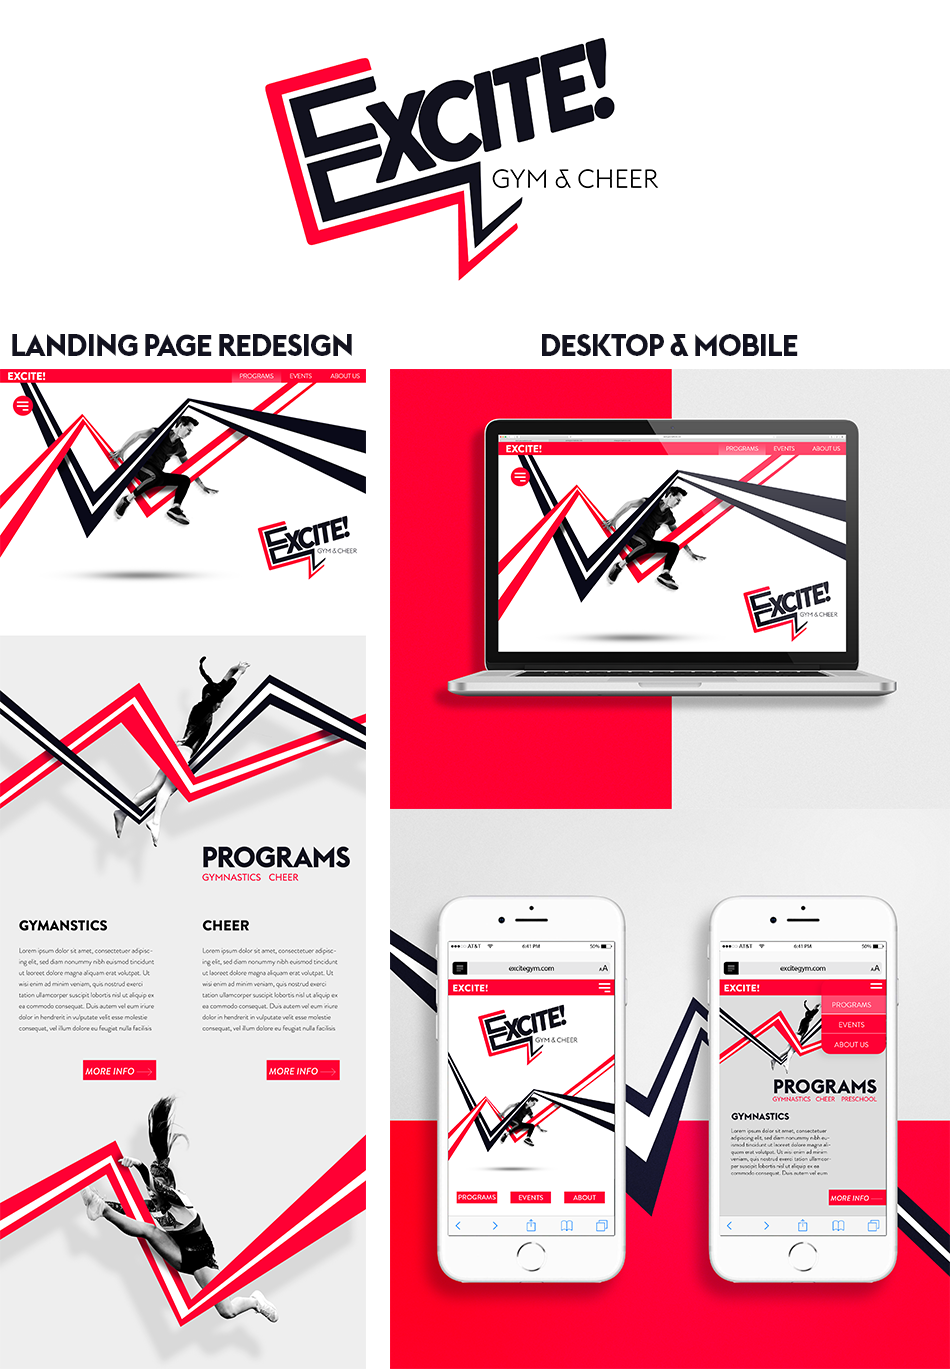 EXCITE!
GYM & CHEER
LANDING PAGE REDESIGN
EXCITE!
PROGRAMS
EVENTS
ABOUT US
EXCITE!
GYM & CHEER
PROGRAMS
GYMNASTICS CHEER
GYMANSTICS
Lorem ipsum dolor sit amet, consectetuer adipisc-
ing elit, sed diam nonummy nibh euismod tincidunt
ut laoreet dolore magna aliquam erat volutpat. Ut
wisi enim ad minim veniam, quis nostrud exerci
tation ullamcorper suscipit lobortis nisl ut aliquip ex
ea commodo consequat. Duis autem vel eum iriure
dolor in hendrerit in vulputate velit esse molestie
consequat, vel illum dolore eu feugiat nulla facilisis
MORE INFO
CHEER
Lorem ipsum dolor sit amet, consectetuer adipisc-
ing elit, sed diam nonummy nibh euismod tincidunt
ut laoreet dolore magna aliquam erat volutpat. Ut
wisi enim ad minim veniam, quis nostrud exerci
tation ullamcorper suscipit lobortis nisl ut aliquip ex
ea commodo consequat. Duis autem vel eum iriure
dolor in hendrerit in vulputate velit esse molestie
consequat, vel illum dolore eu feugiat nulla facilisis.
MORE INFO
DESKTOP & MOBILE
EXCITE!
PROGRAMS
EVENTS
ABOUT US
EXCITE!
GYM & CHEER
AT&T
6:41 PM
50%
excitegym.com
AA
EXCITE!
EXCITE!
GYM & CHEER
PROGRAMS
EVENTS
ABOUT
AT&T
6:41 PM
50%
excitegym.com
AA
EXCITE!
PROGRAMS
EVENTS
ABOUT US
PROGRAMS
GYMNASTICS CHEER PRESCHOOL
GYMNASTICS
Lorem ipsum dolor sit amet, consectetuer
adipiscing elit, sed diam nonummy nibh eu-
ismod tincidunt ut laoreet dolore magna
aliquam erat volutpat. Ut wisi enim ad minim
veniam, quis nostrud exerci tation ullamcor-
per suscipit lobortis nisl ut aliquip ex ea
commodo consequat.
MORE INFO